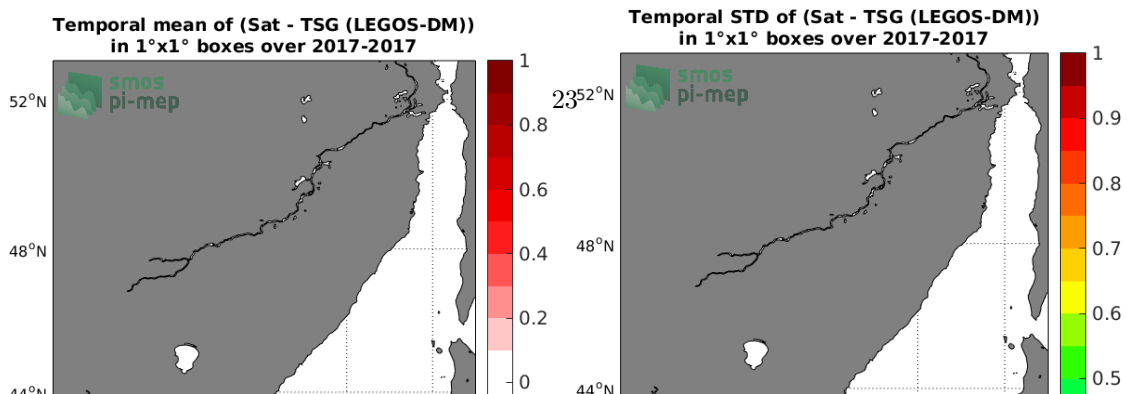 Temporal mean of (Sat - TSG (LEGOS-DM))
in 1°x1° boxes over 2017-2017
smos
pi-mep
52°N
48°N
44°N
1
0.8
0.6
0.4
0.2
0
23
Temporal STD of (Sat - TSG (LEGOS-DM))
in 1°x1° boxes over 2017-2017
smos
pi-mep
52°N
48°N
44°N
1
0.9
0.8
0.7
0.6
0.5